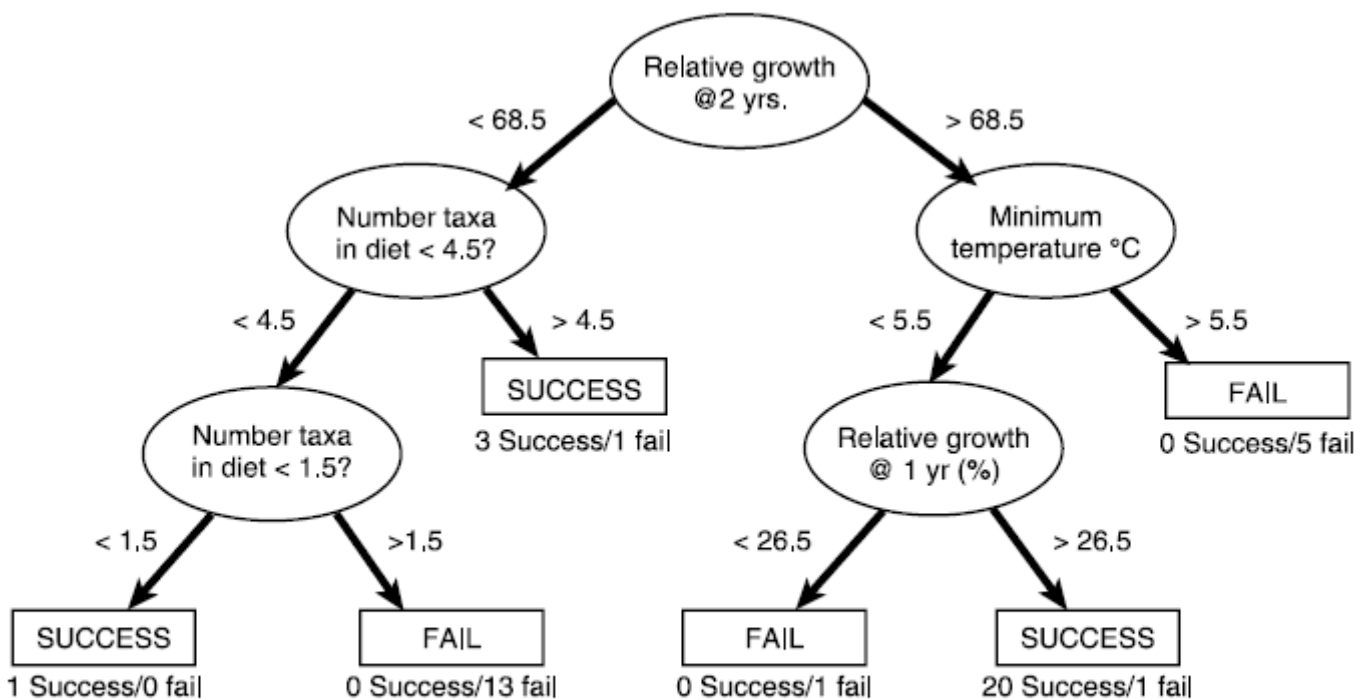 Relative growth
@2 yrs.
< 68.5
> 68.5
Number taxa
in diet < 4.5?
Minimum
temperature °C
< 4.5
> 4.5
< 5.5
> 5.5
SUCCESS
3 Success/1 fail
FAIL
0 Success/5 fail
Number taxa
in diet < 1.5?
Relative growth
@ 1 yr (%)
< 1.5
>1.5
< 26.5
> 26.5
SUCCESS
1 Success/0 fail
FAIL
0 Success/13 fail
FAIL
0 Success/1 fail
SUCCESS
20 Success/1 fail